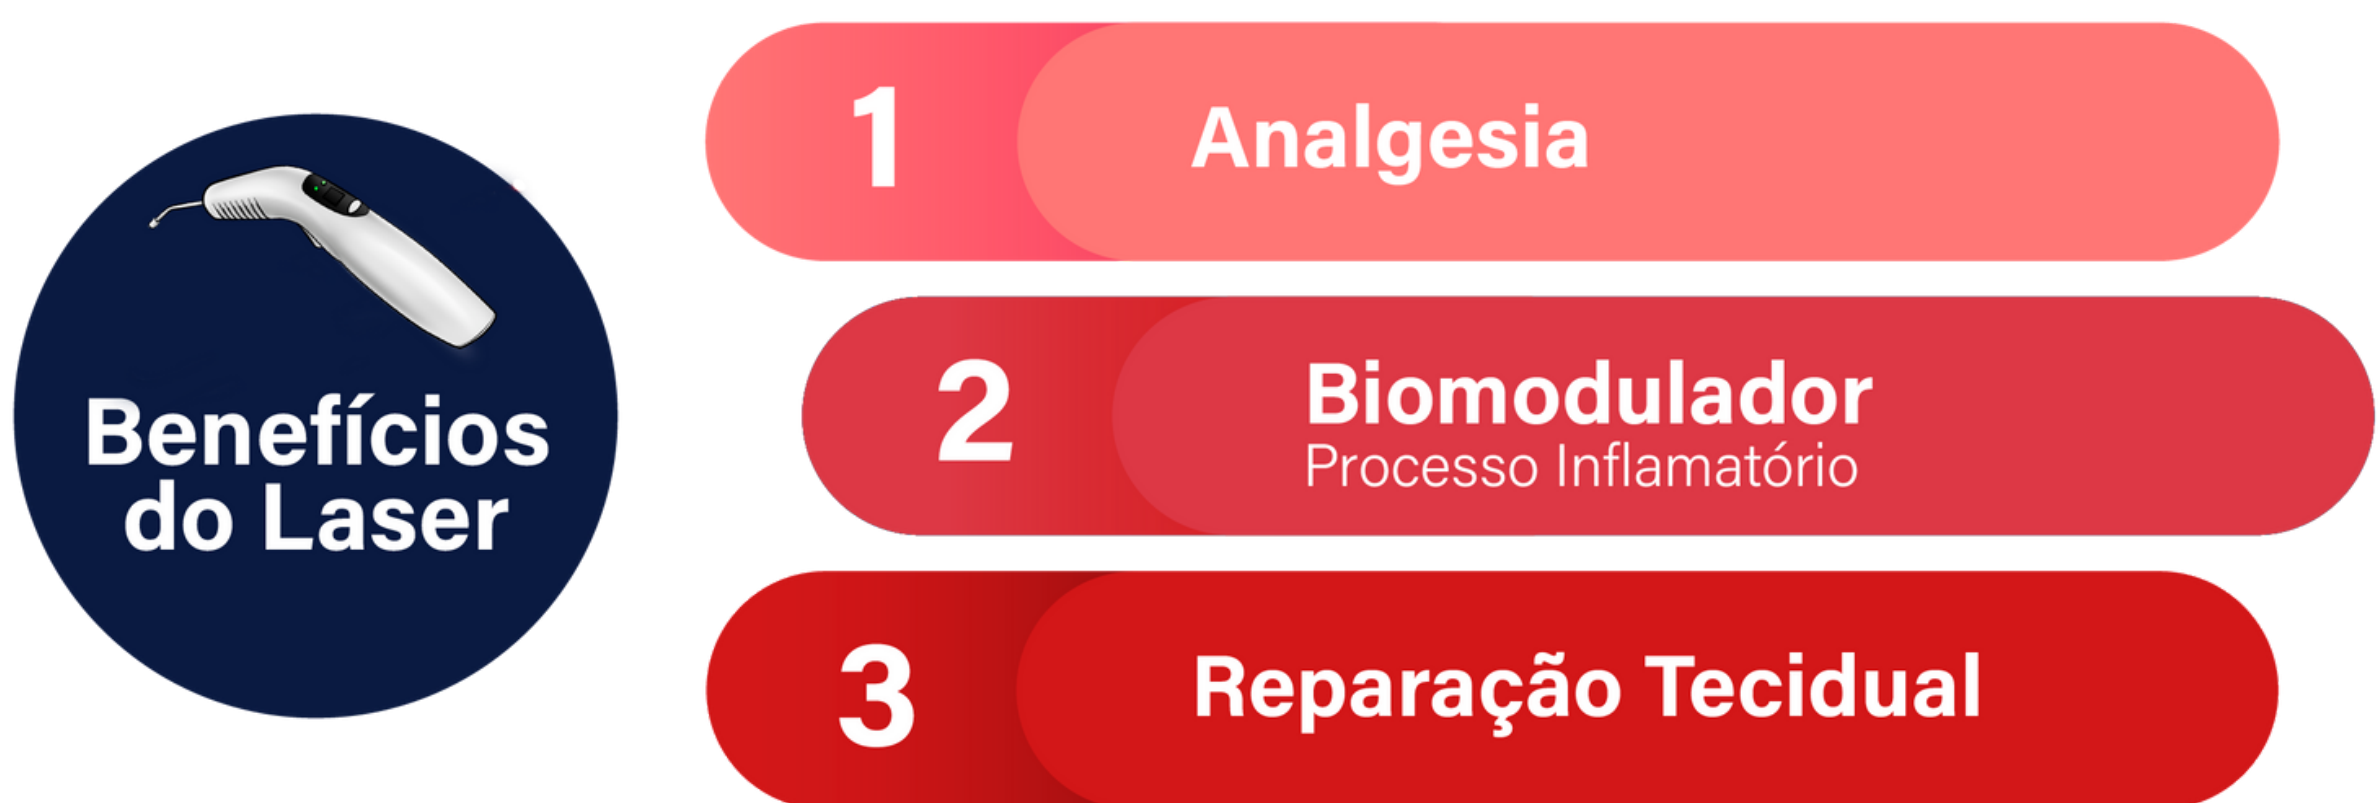 Benefícios
do Laser
1
Analgesia
2
Biomodulador
Processo Inflamatório
3
Reparação Tecidual